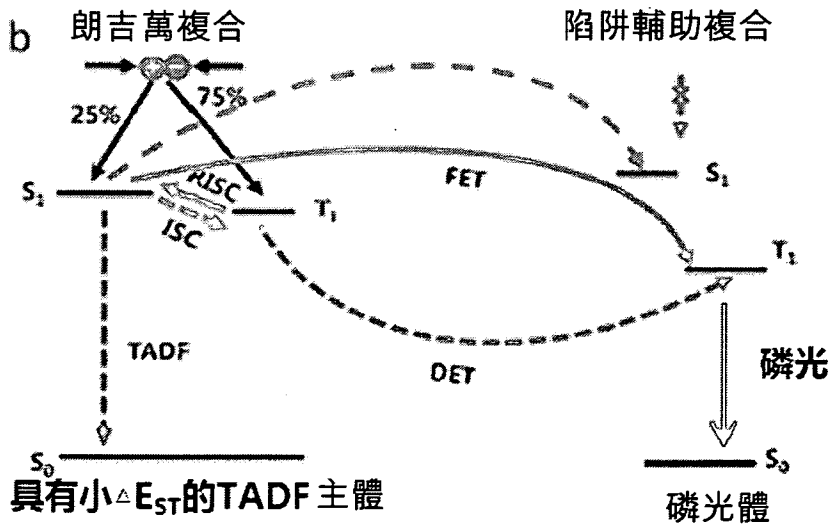 b
朗吉萬複合
陷阱輔助複合
25%
75%
S₁
RISC
ISC
T₁
FET
S₁
T₁
TADF
DET
磷光
S₀
S₀
具有小△E_ST的TADF 主體
磷光體